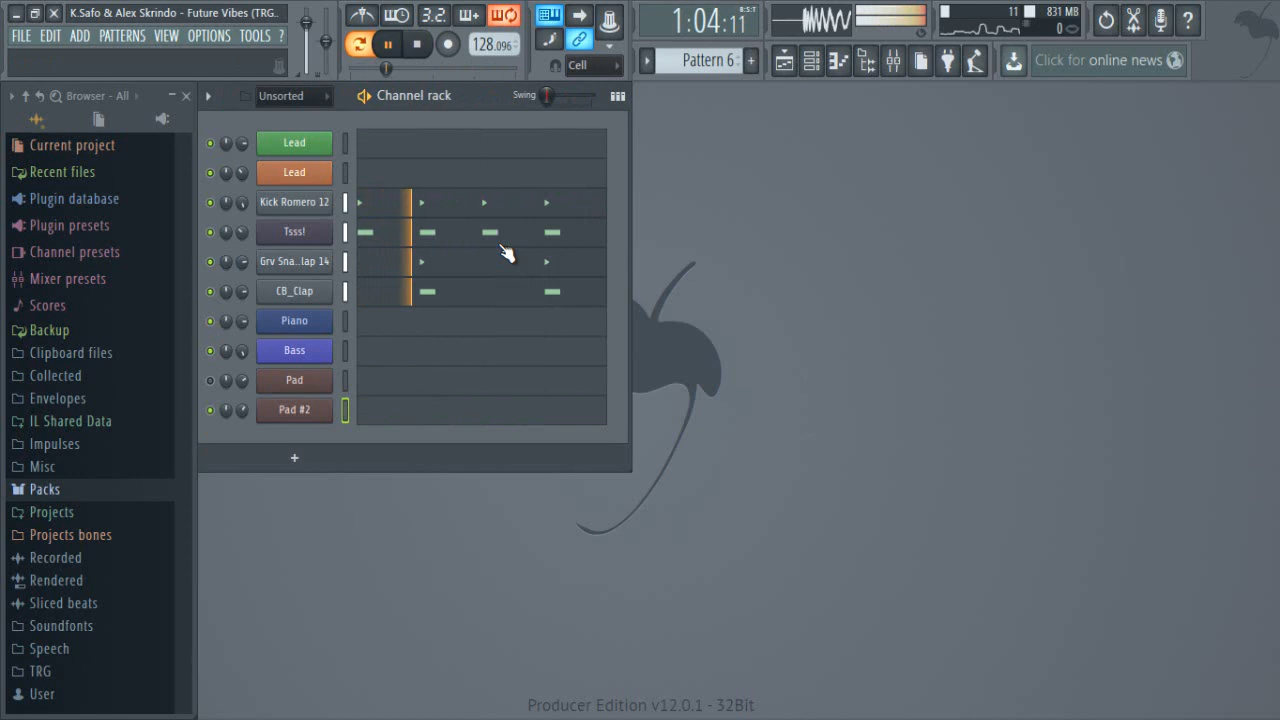 K.Safo & Alex Skrindo - Future Vibes (TRG..
FILE EDIT ADD PATTERNS VIEW OPTIONS TOOLS ?
3.2.
128.096
Cell
1:04:11
B:S:T
Pattern 6
11
831 MB
0
Click for online news
Browser - All
Unsorted
Channel rack
Swing
Current project
Recent files
Plugin database
Plugin presets
Channel presets
Mixer presets
Scores
Backup
Clipboard files
Collected
Envelopes
IL Shared Data
Impulses
Misc
Packs
Projects
Projects bones
Recorded
Rendered
Sliced beats
Soundfonts
Speech
TRG
User
Lead
Lead
Kick Romero 12
Tsss!
Grv Sna...lap 14
CB_Clap
Piano
Bass
Pad
Pad #2
+
Producer Edition v12.0.1 - 32Bit